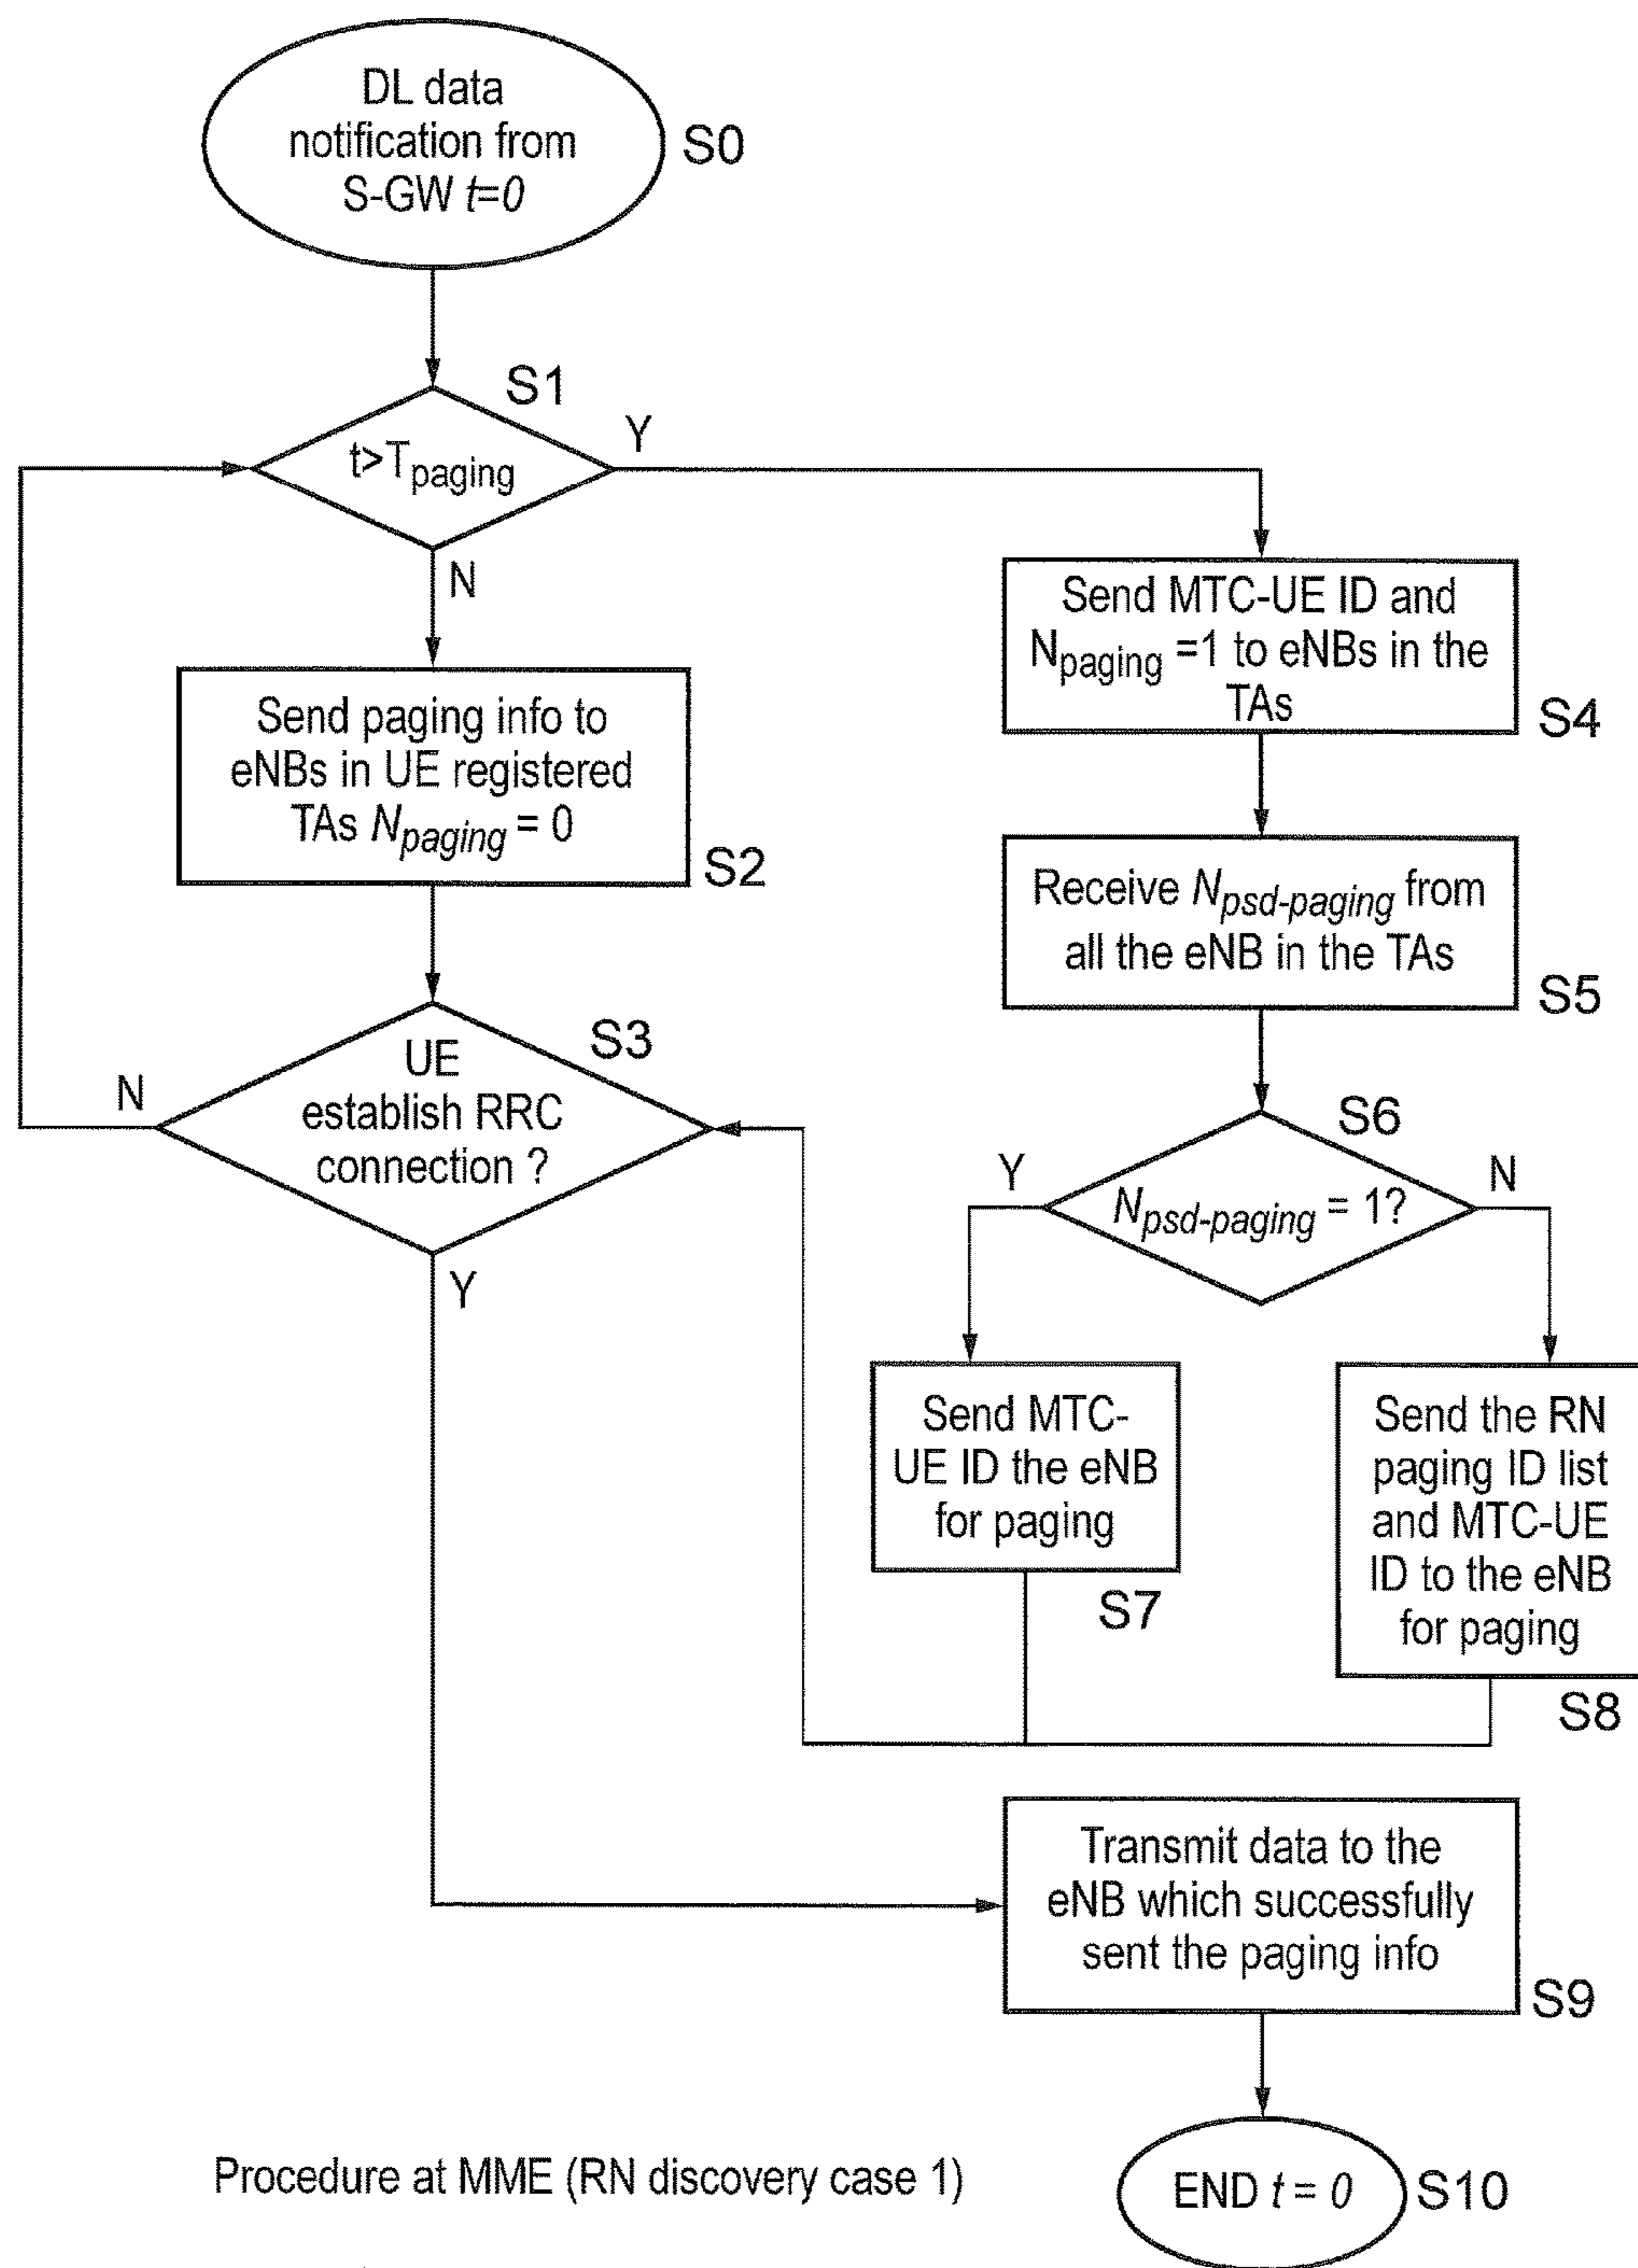 DL data
notification from
S-GW t=0
S0
S1
t>Tpaging
Y
N
Send paging info to
eNBs in UE registered
TAs Npaging = 0
S2
Send MTC-UE ID and
Npaging =1 to eNBs in the
TAs
S4
Receive Npsd-paging from
all the eNB in the TAs
S5
UE
establish RRC
connection ?
S3
N
Y
S6
Npsd-paging = 1?
Y
N
Send MTC-
UE ID the eNB
for paging
S7
Send the RN
paging ID list
and MTC-UE
ID to the eNB
for paging
S8
Transmit data to the
eNB which successfully
sent the paging info
S9
END t = 0
S10
Procedure at MME (RN discovery case 1)